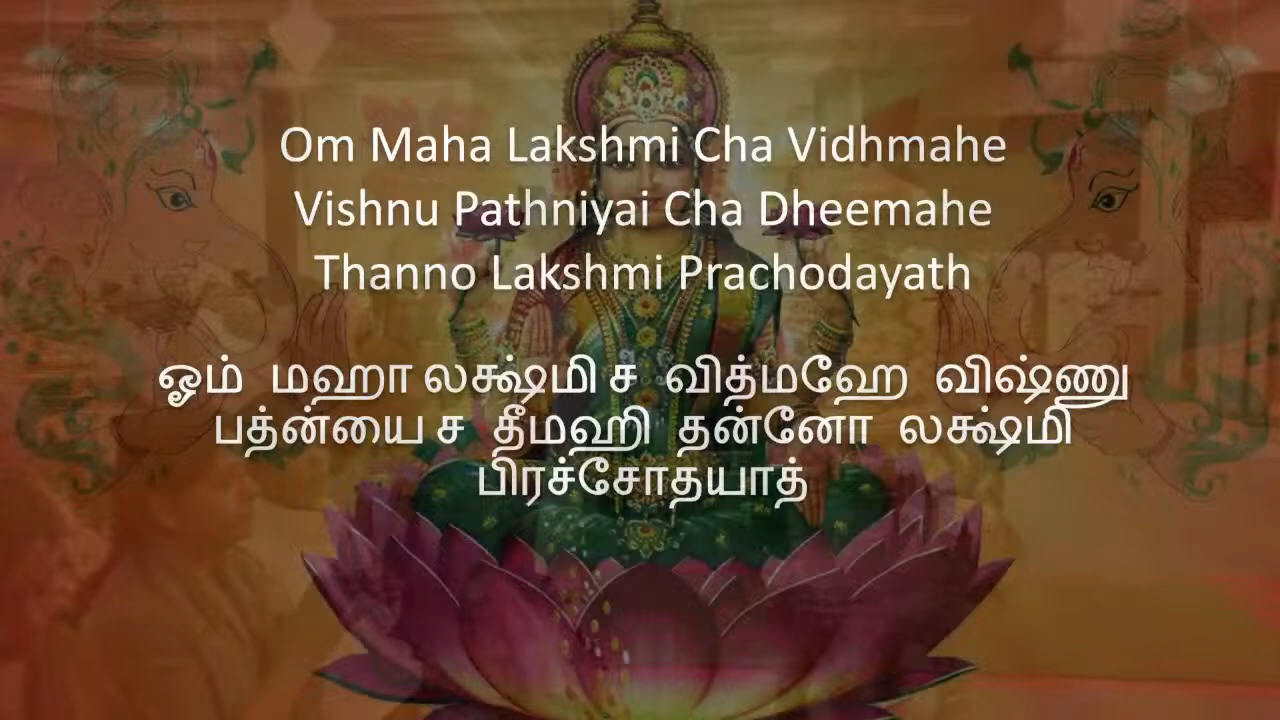 Om Maha Lakshmi Cha Vidhmahe
Vishnu Pathniyai Cha Dheemahe
Thanno Lakshmi Prachodayath
ஓம் மஹா லக்ஷ்மி ச வித்மஹே விஷ்ணு
பத்ன்யை ச தீமஹி தன்னோ லக்ஷ்மி
பிரச்சோதயாத்